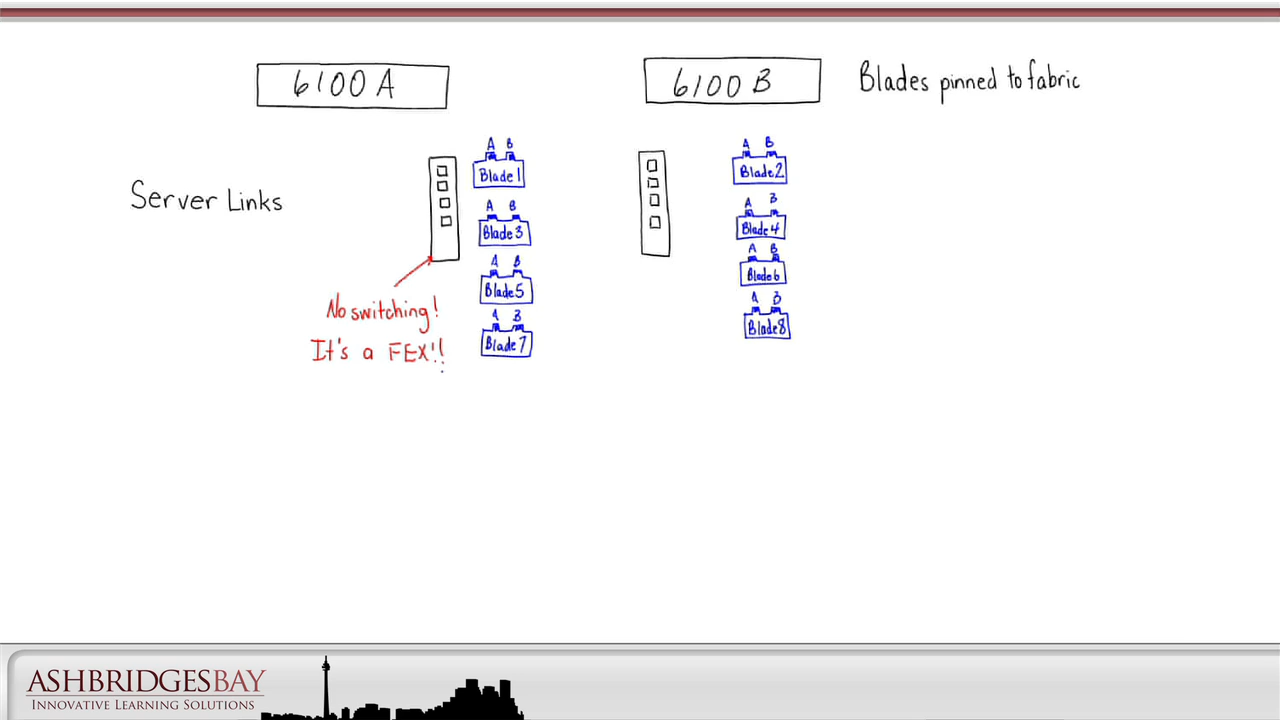 6100 A
6100 B
Blades pinned to fabric
Server Links
A B
Blade 1
A B
Blade 3
A B
Blade 5
A B
Blade 7
A B
Blade 2
A B
Blade 4
A B
Blade 6
A B
Blade 8
No switching!
It's a FEX'!!
ASHBRIDGESBAY
INNOVATIVE LEARNING SOLUTIONS